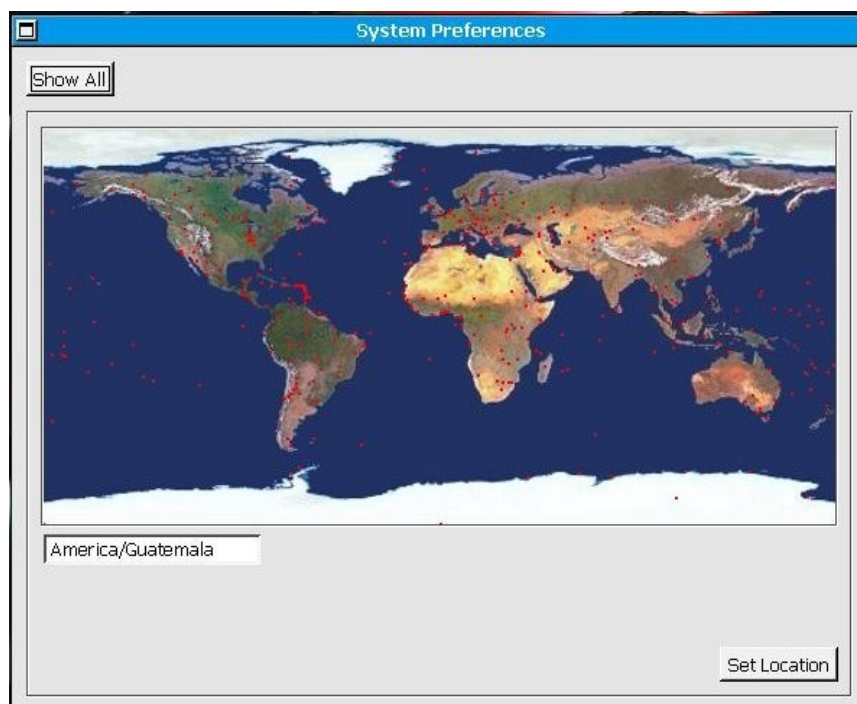 System Preferences
Show All
America/Guatemala
Set Location